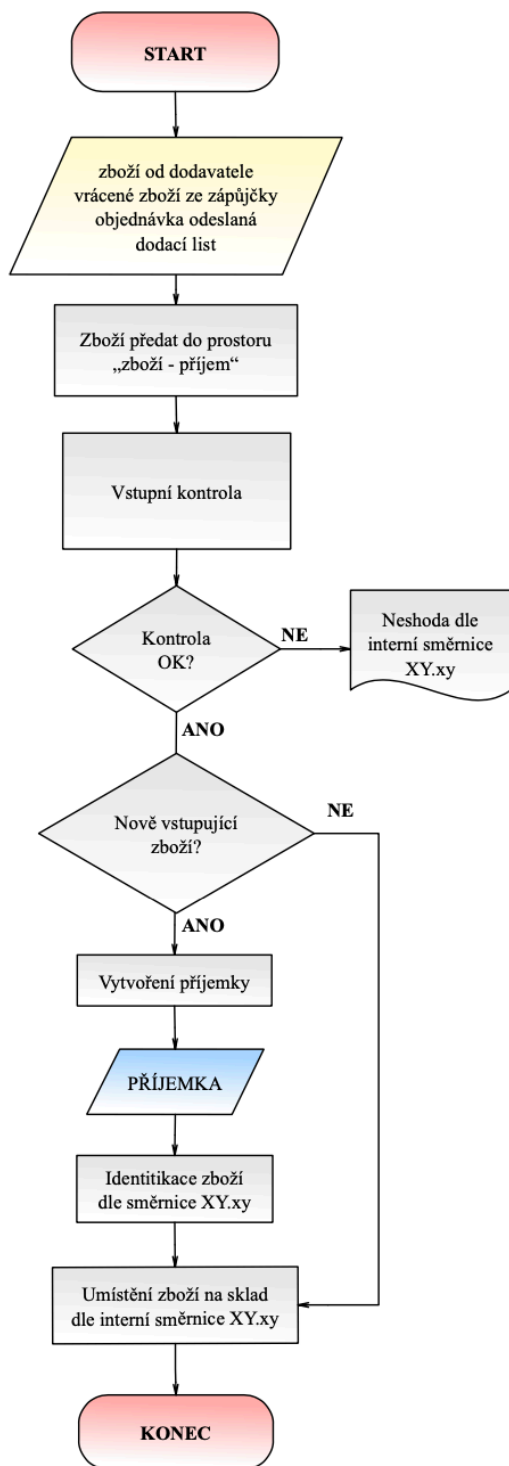 START
zboží od dodavatele
vrácené zboží ze zápůjčky
objednávka odeslaná
dodací list
Zboží předat do prostoru
„zboží - příjem“
Vstupní kontrola
Kontrola
OK?
NE
Neshoda dle
interní směrnice
XY.xy
ANO
Nově vstupující
zboží?
NE
ANO
Vytvoření příjemky
PŘÍJEMKA
Identitikace zboží
dle směrnice XY.xy
Umístění zboží na sklad
dle interní směrnice XY.xy
KONEC